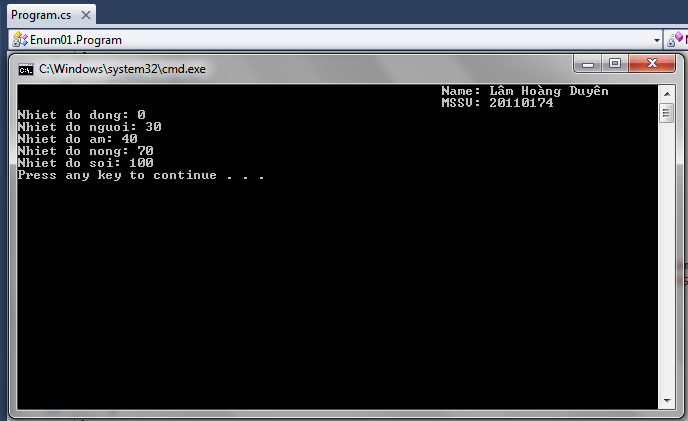 Program.cs
Enum01.Program
C:\Windows\system32\cmd.exe
Name: Lâm Hoàng Duyên
MSSV: 20110174
Nhiet do dong: 0
Nhiet do nguoi: 30
Nhiet do am: 40
Nhiet do nong: 70
Nhiet do soi: 100
Press any key to continue . . .